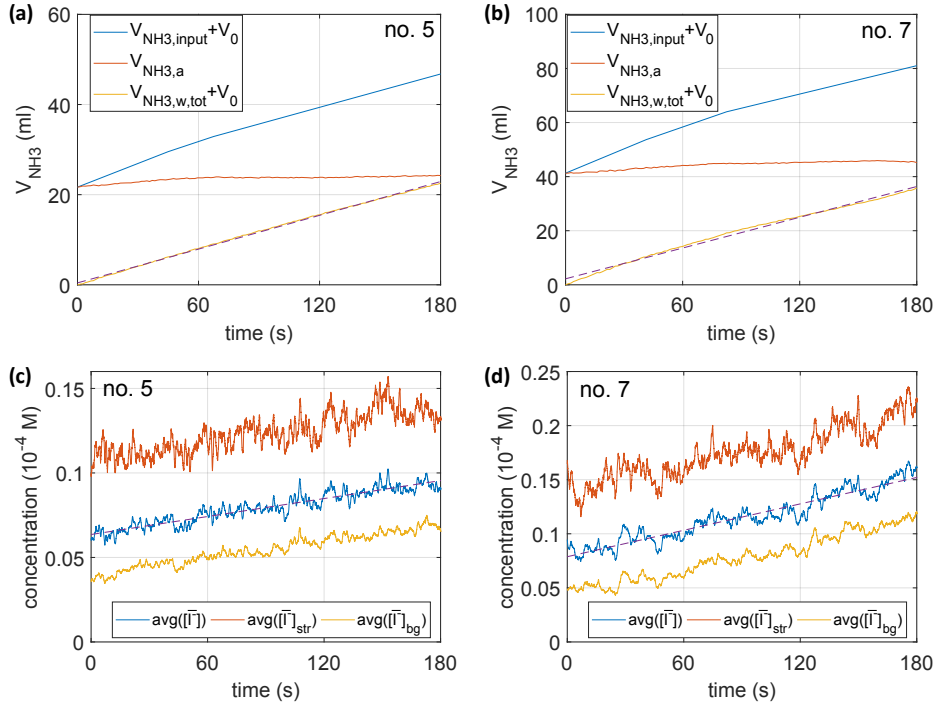 (a)
60
40
20
0
V_NH3 (ml)
V_NH3,input+V_0
V_NH3,a
V_NH3,w,tot+V_0
no. 5
0 60 120 180
time (s)
(b)
100
80
60
40
20
0
V_NH3,input+V_0
V_NH3,a
V_NH3,w,tot+V_0
no. 7
0 60 120 180
time (s)
(c)
0.15
0.1
0.05
0
concentration (10^-4 M)
no. 5
avg([I̅⁻]) avg([I̅⁻]_str) avg([I̅⁻]_bg)
0 60 120 180
time (s)
(d)
0.25
0.2
0.15
0.1
0.05
0
concentration (10^-4 M)
no. 7
avg([I̅⁻]) avg([I̅⁻]_str) avg([I̅⁻]_bg)
0 60 120 180
time (s)